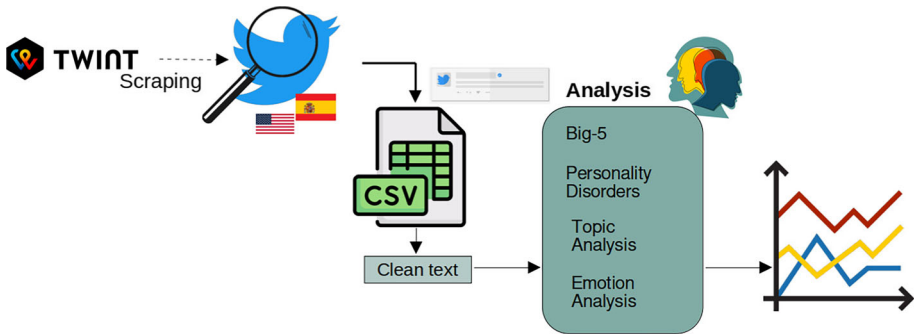 TWINT
Scraping
CSV
Clean text
Analysis
Big-5
Personality
Disorders
Topic
Analysis
Emotion
Analysis